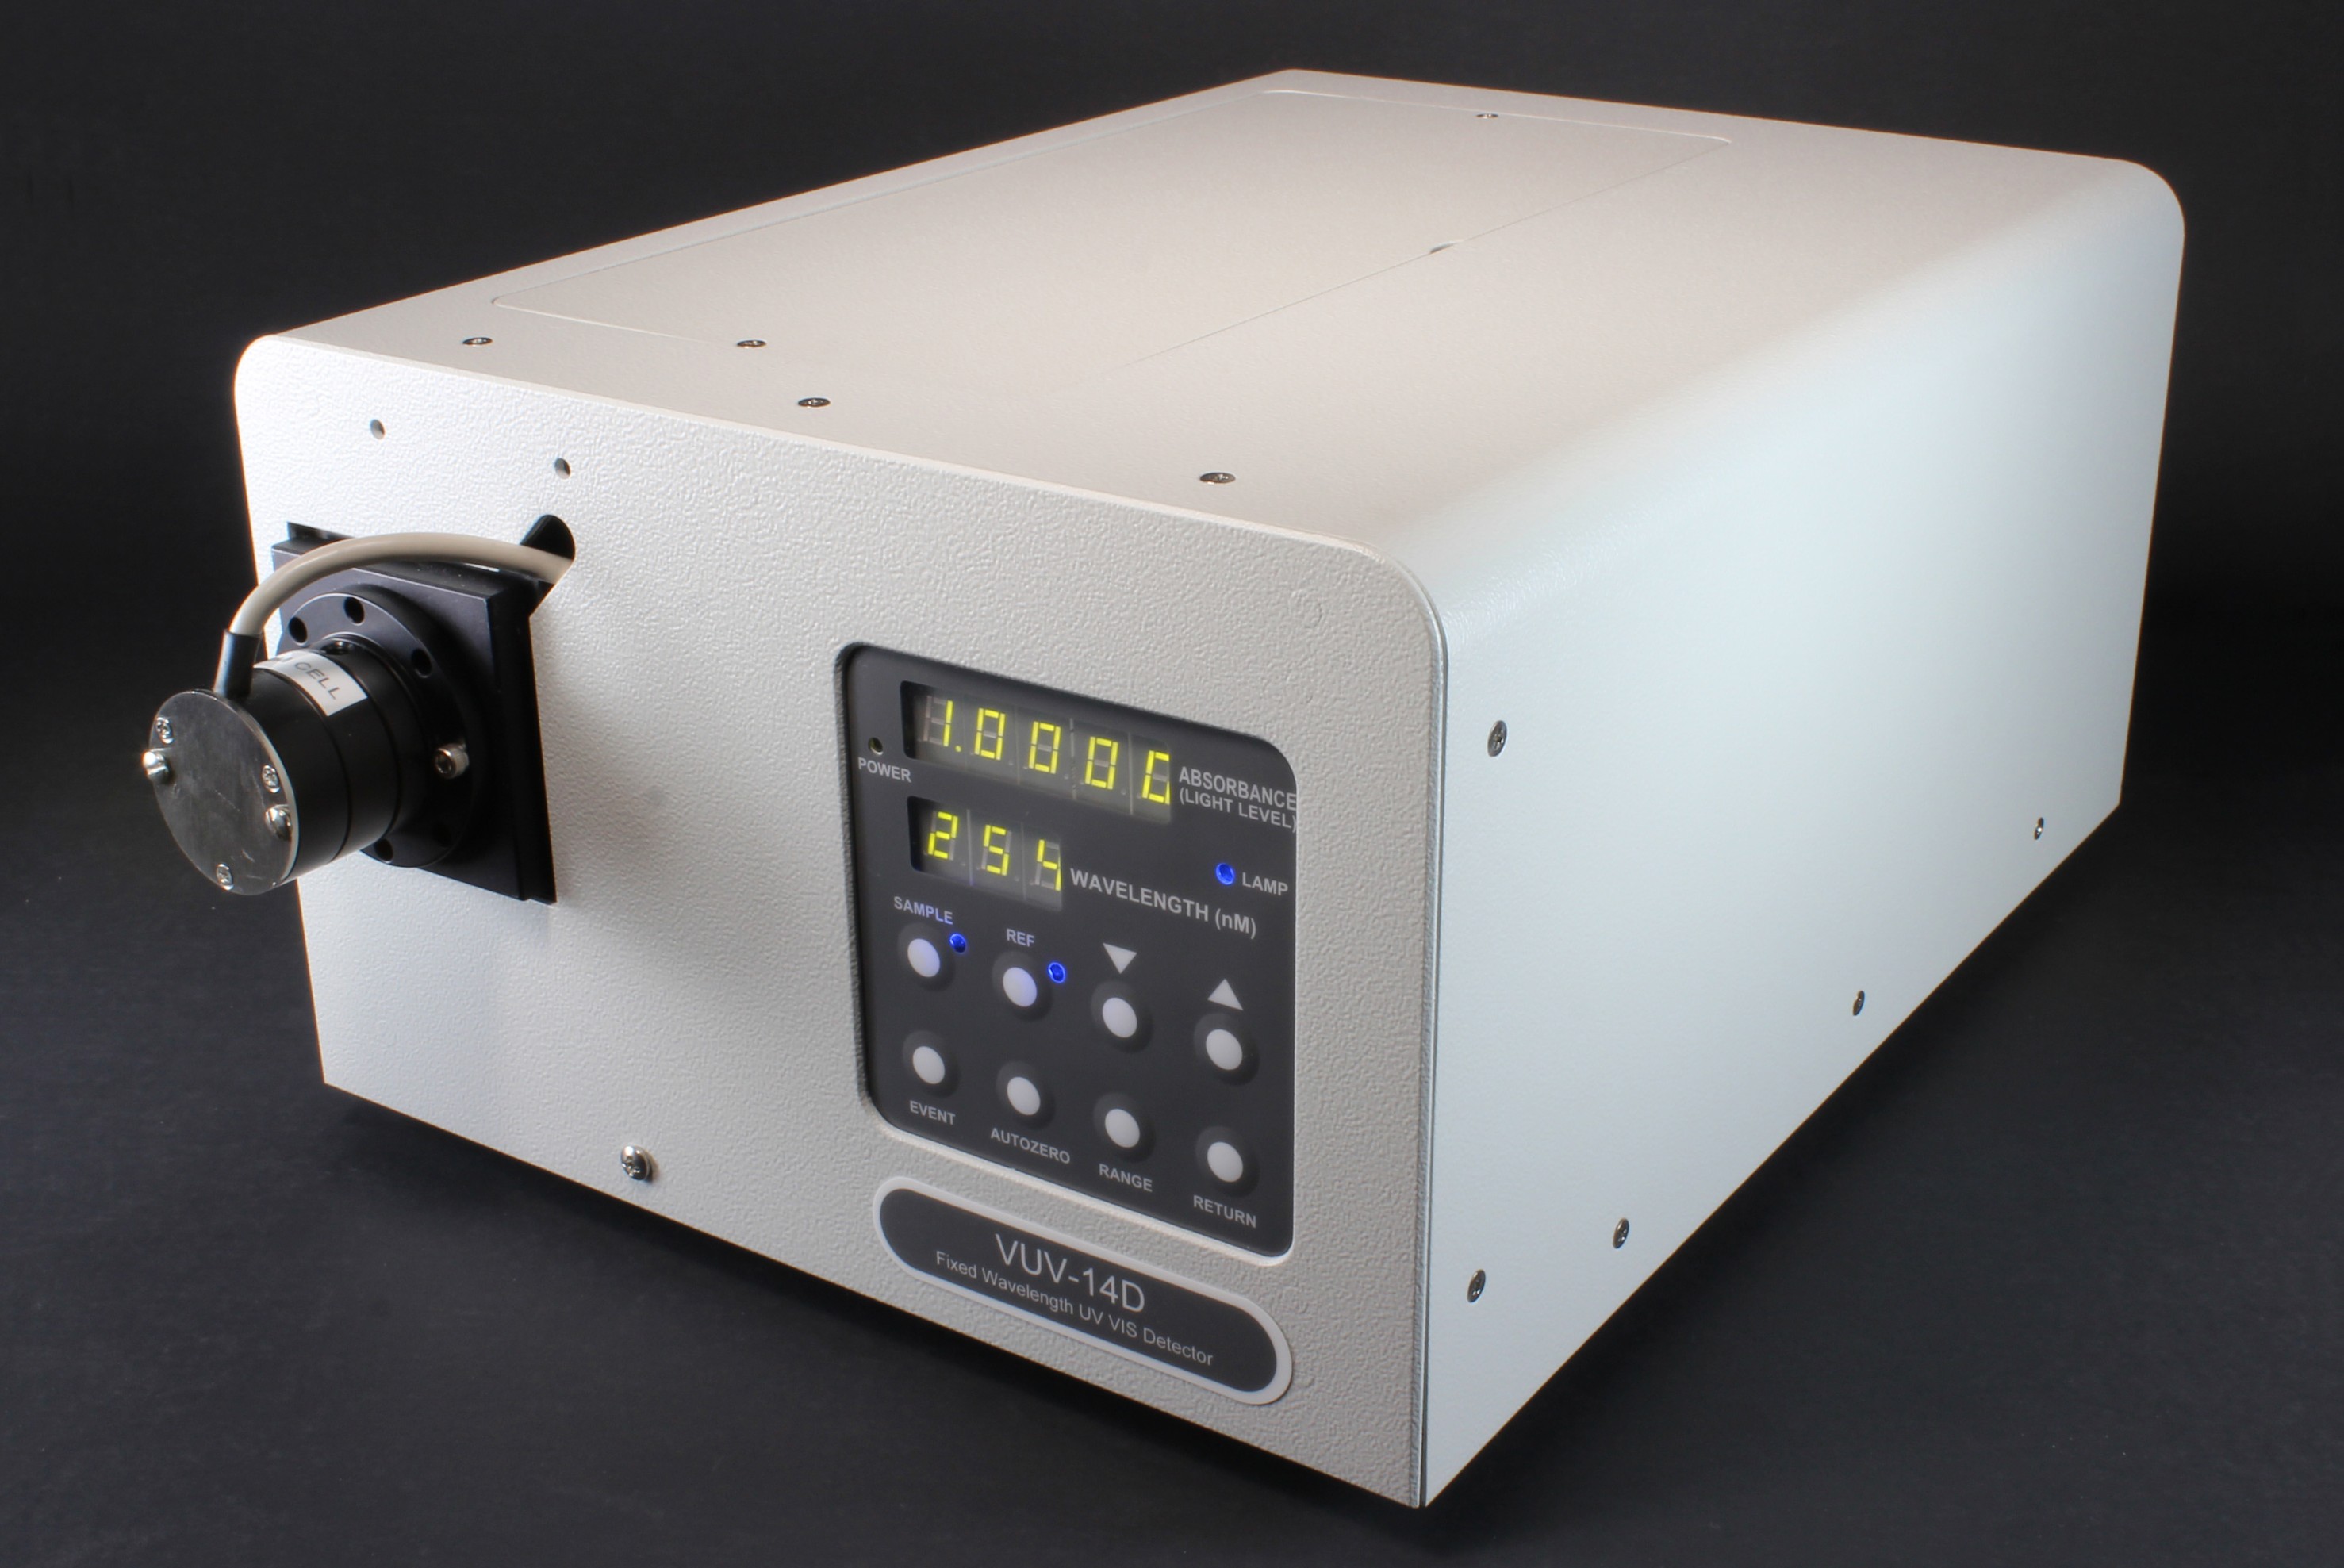 CELL
1.0000
POWER
ABSORBANCE
(LIGHT LEVEL)
254
WAVELENGTH (nM)
LAMP
SAMPLE
REF
EVENT
AUTOZERO
RANGE
RETURN
VUV-14D
Fixed Wavelength UV VIS Detector